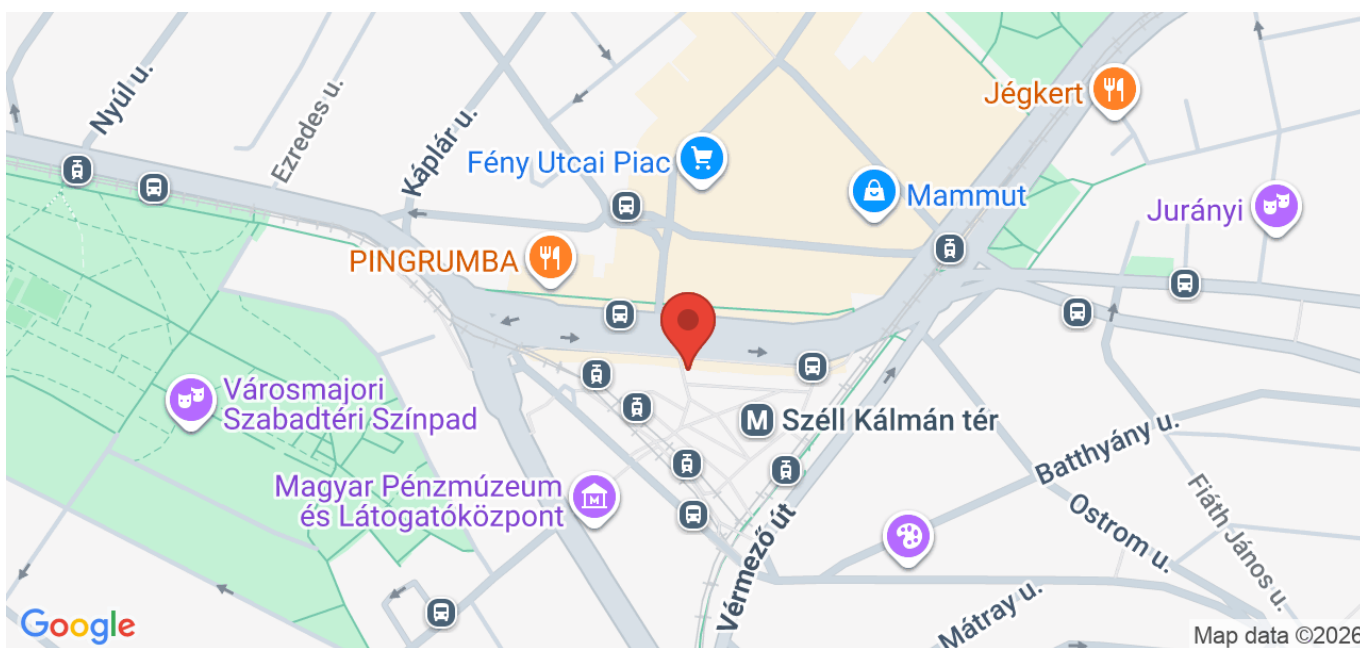 Nyúl u.
Ezredes u.
Káplár u.
Jégkert
Fény Utcai Piac
Mammut
Jurányi
PINGRUMBA
Városmajori
Szabadtéri Színpad
M Széll Kálmán tér
Batthyány u.
Magyar Pénzmúzeum
és Látogatóközpont
Ostrom u.
Fiáth János u.
Vérmező út
Mátray u.
Google
Map data ©2026